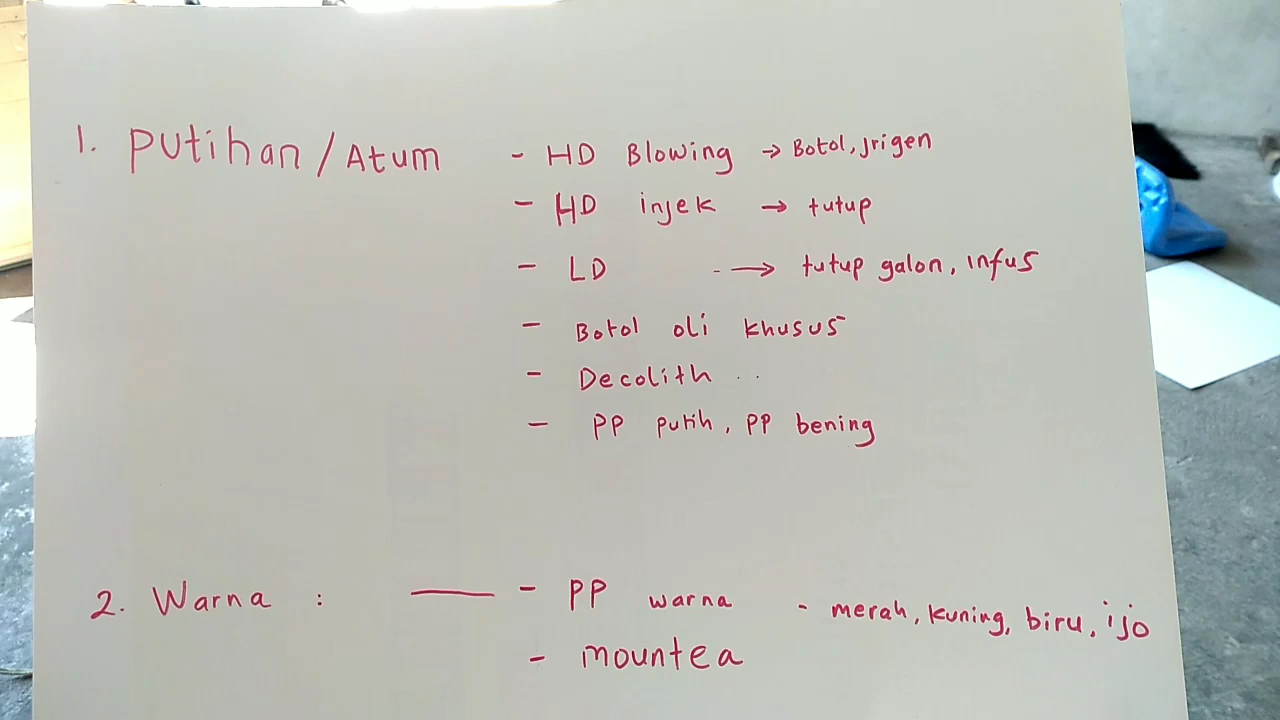 1. Putihan / Atum - HD Blowing → Botol, Jrigen
- HD injek → tutup
- LD → tutup galon, infus
- Botol oli khusus
- Decolith ..
- PP putih, PP bening
2. Warna : — - PP warna - merah, kuning, biru, ijo
- mountea